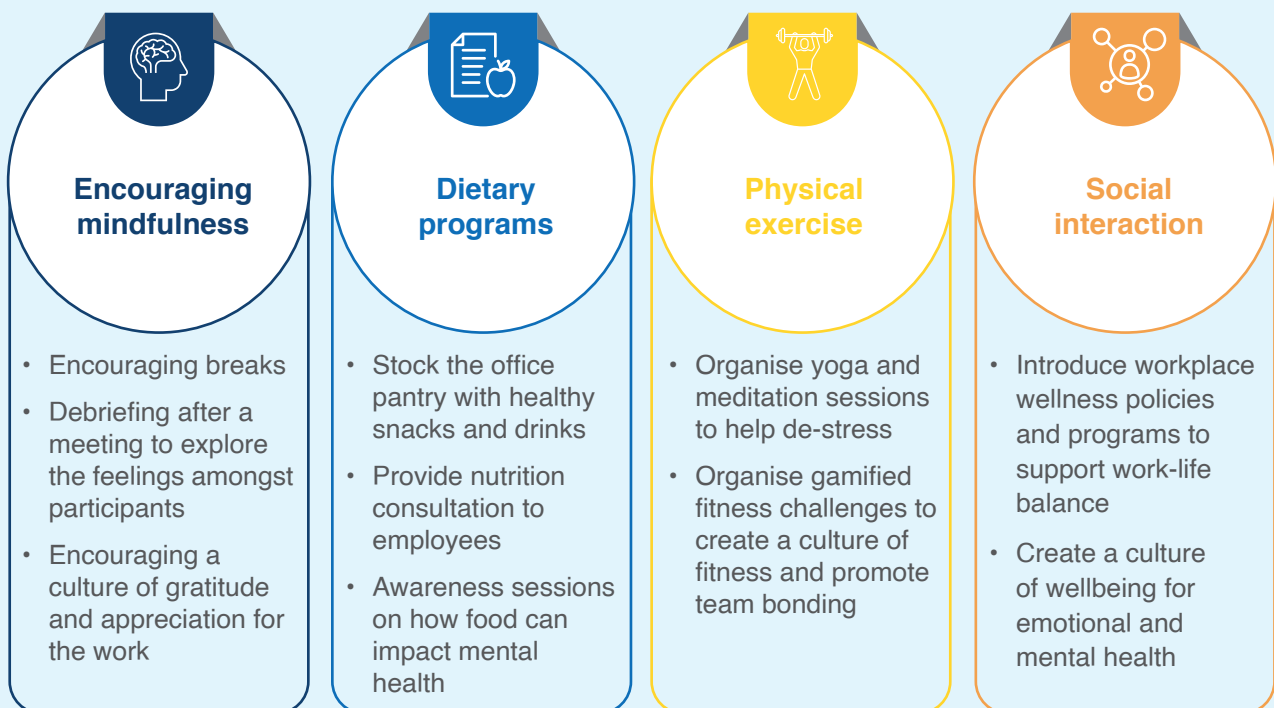 Encouraging
mindfulness
• Encouraging breaks
• Debriefing after a
meeting to explore
the feelings amongst
participants
• Encouraging a
culture of gratitude
and appreciation for
the work
Dietary
programs
• Stock the office
pantry with healthy
snacks and drinks
• Provide nutrition
consultation to
employees
• Awareness sessions
on how food can
impact mental
health
Physical
exercise
• Organise yoga and
meditation sessions
to help de-stress
• Organise gamified
fitness challenges to
create a culture of
fitness and promote
team bonding
Social
interaction
• Introduce workplace
wellness policies
and programs to
support work-life
balance
• Create a culture
of wellbeing for
emotional and
mental health